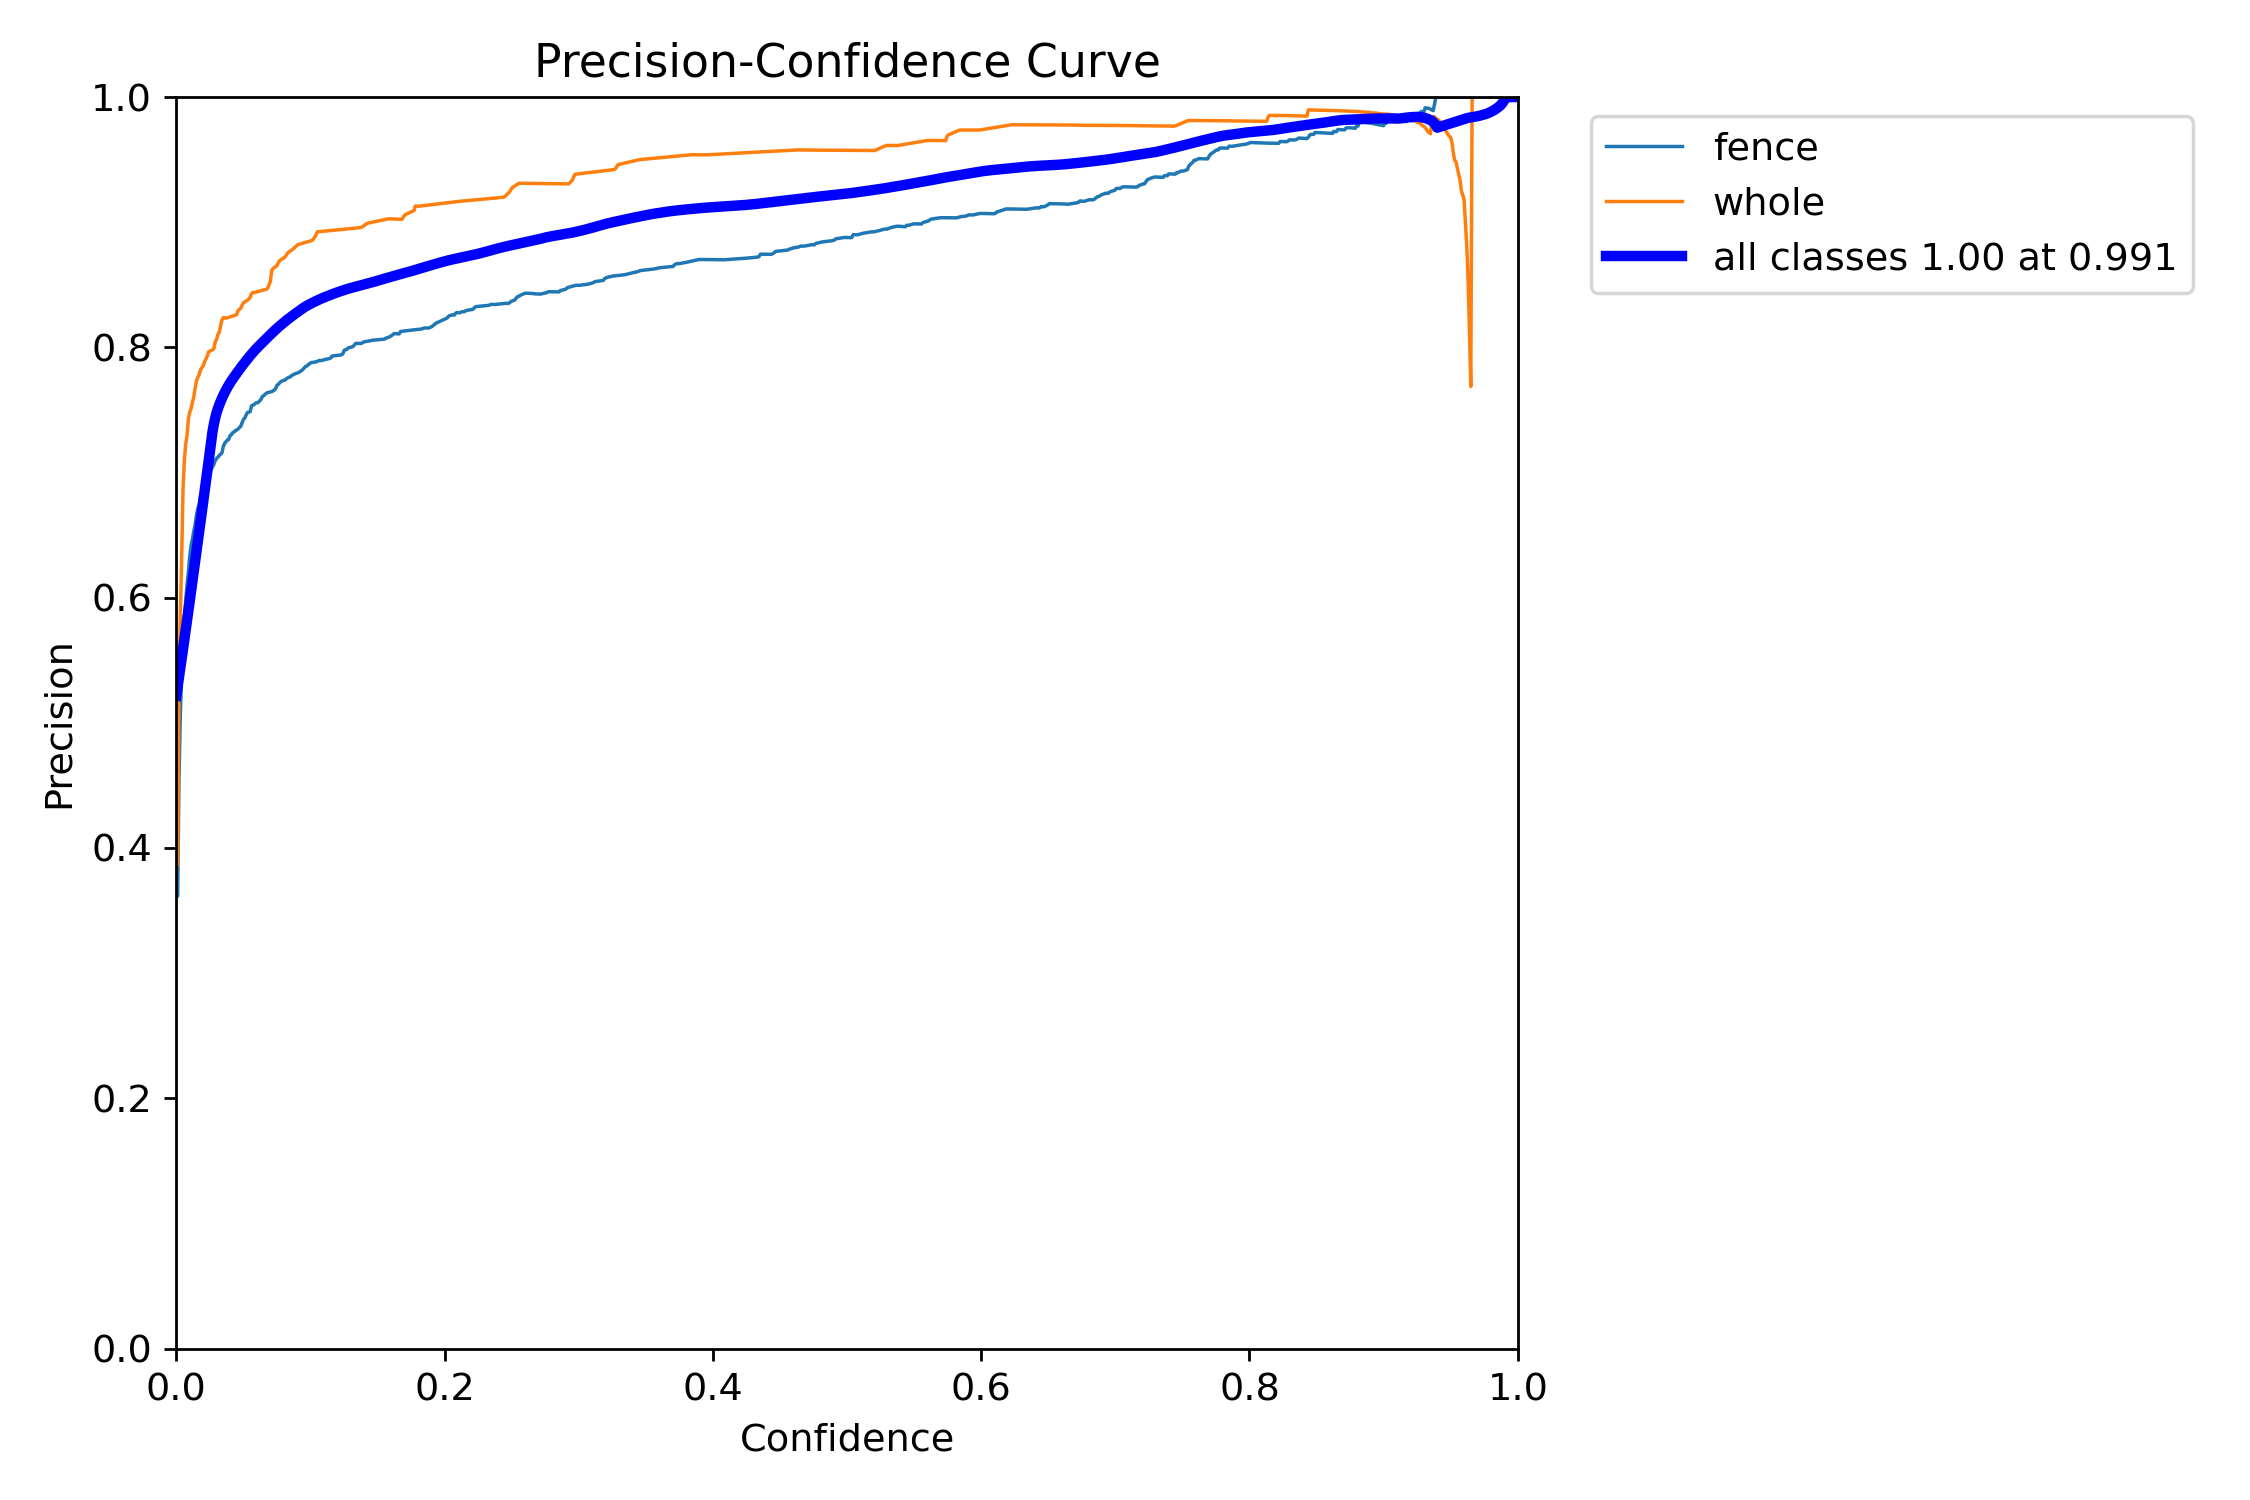 Precision-Confidence Curve
1.0
0.8
0.6
0.4
0.2
0.0
Precision
0.0 0.2 0.4 0.6 0.8 1.0
Confidence
fence
whole
all classes 1.00 at 0.991